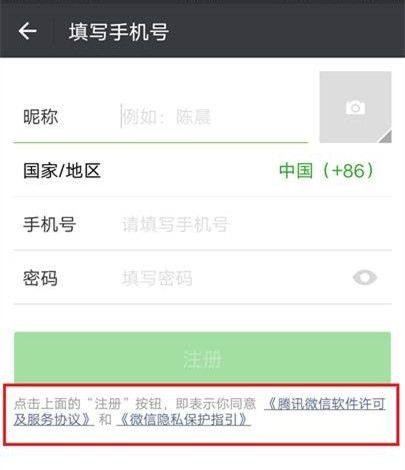 填写手机号
昵称 例如：陈晨
国家/地区 中国（+86）
手机号 请填写手机号
密码 填写密码
注册
点击上面的“注册”按钮，即表示你同意 《腾讯微信软件许可
及服务协议》 和 《微信隐私保护指引》